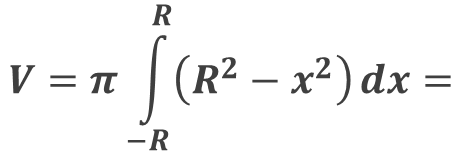 V = π ∫_{-R}^{R} (R² − x²) dx =